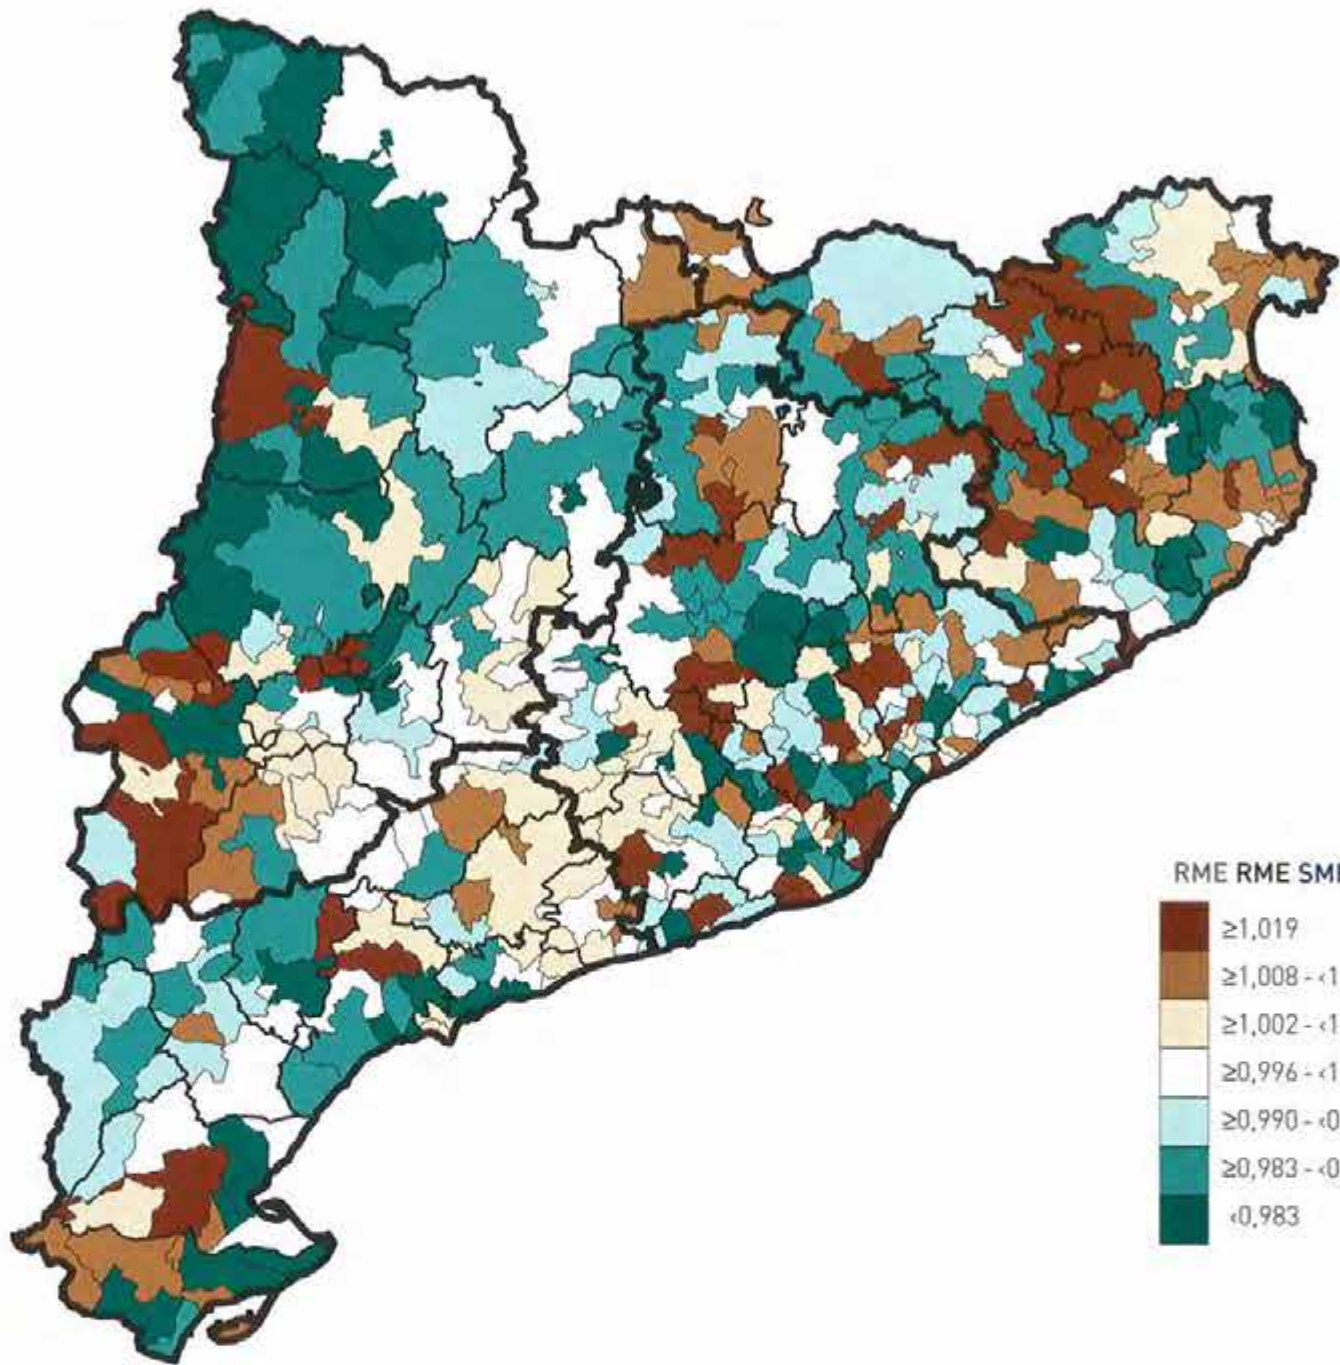 RME RME SMI
≥1,019
≥1,008 - <1
≥1,002 - <1
≥0,996 - <1
≥0,990 - <0
≥0,983 - <0
<0,983